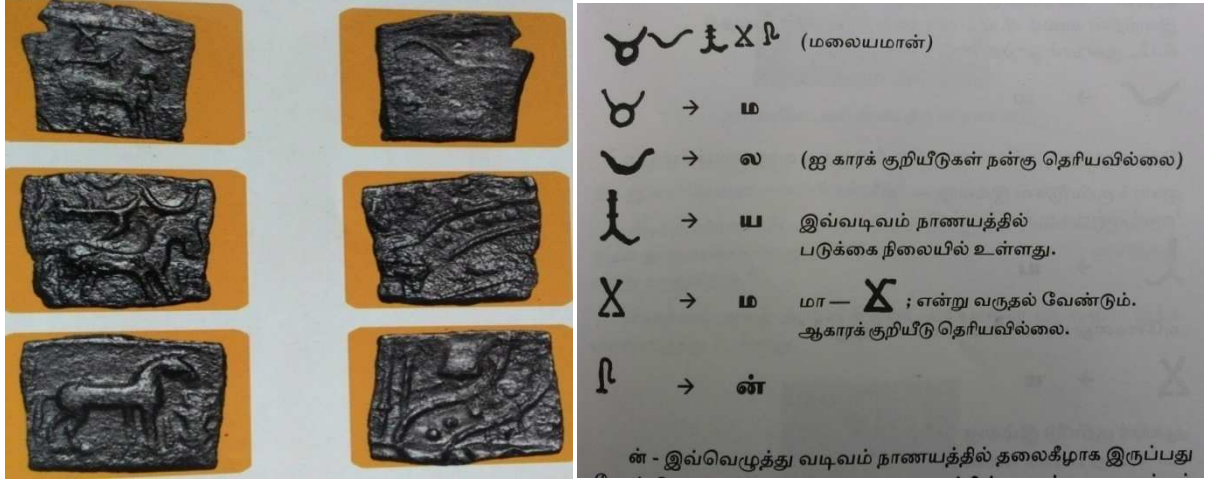 (மலையமான்)
→ ம
→ ல (ஐ காரக் குறியீடுகள் நன்கு தெரியவில்லை)
→ ய இவ்வடிவம் நாணயத்தில்
படுக்கை நிலையில் உள்ளது.
→ ம மா — ; என்று வருதல் வேண்டும்.
ஆகாரக் குறியீடு தெரியவில்லை.
→ ன்
ன் - இவ்வெழுத்து வடிவம் நாணயத்தில் தலைகீழாக இருப்பது